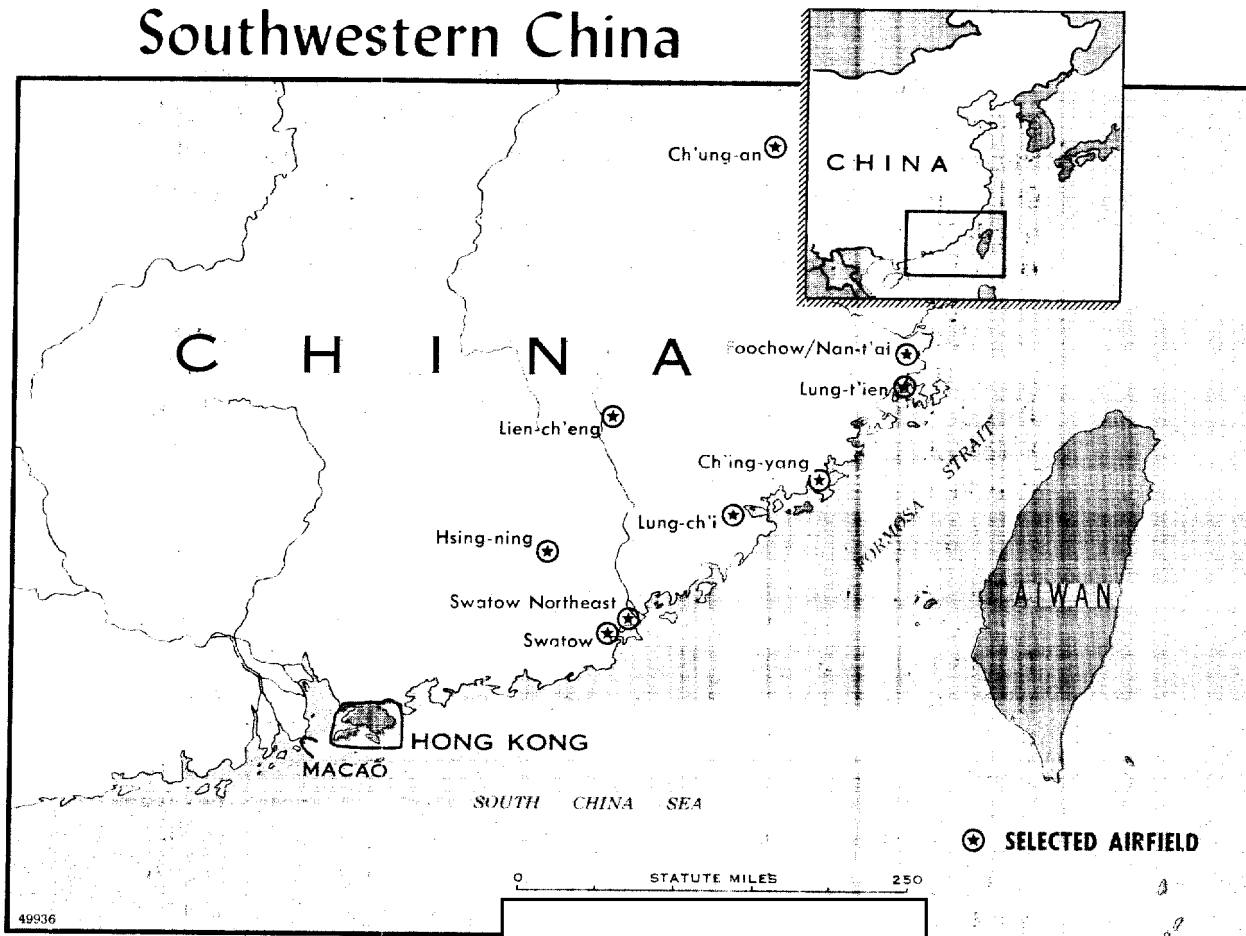 Southwestern China
Ch'ung-an
CHINA
CHINA
Foochow/Nan-t'ai
Lung-t'ien
Lien-ch'eng
Ch'ing-yang
FORMOSA STRAIT
Lung-ch'i
Hsing-ning
Swatow Northeast
TAIWAN
Swatow
HONG KONG
MACAO
SOUTH CHINA SEA
SELECTED AIRFIELD
0 STATUTE MILES 250
49936